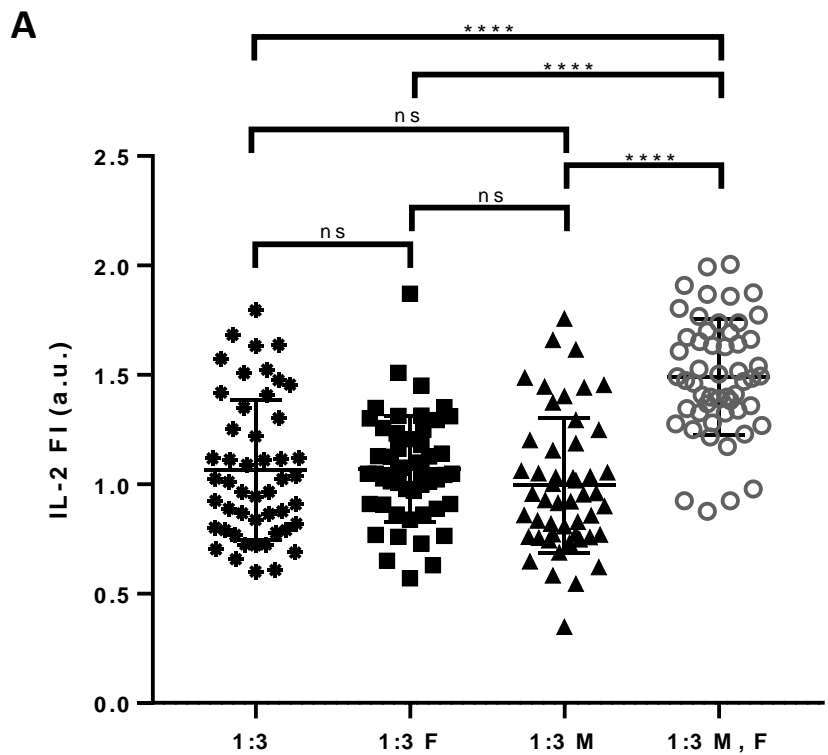 A
****
****
ns
****
ns
ns
2.5
2.0
1.5
1.0
0.5
0.0
IL-2 FI (a.u.)
1:3
1:3 F
1:3 M
1:3 M, F